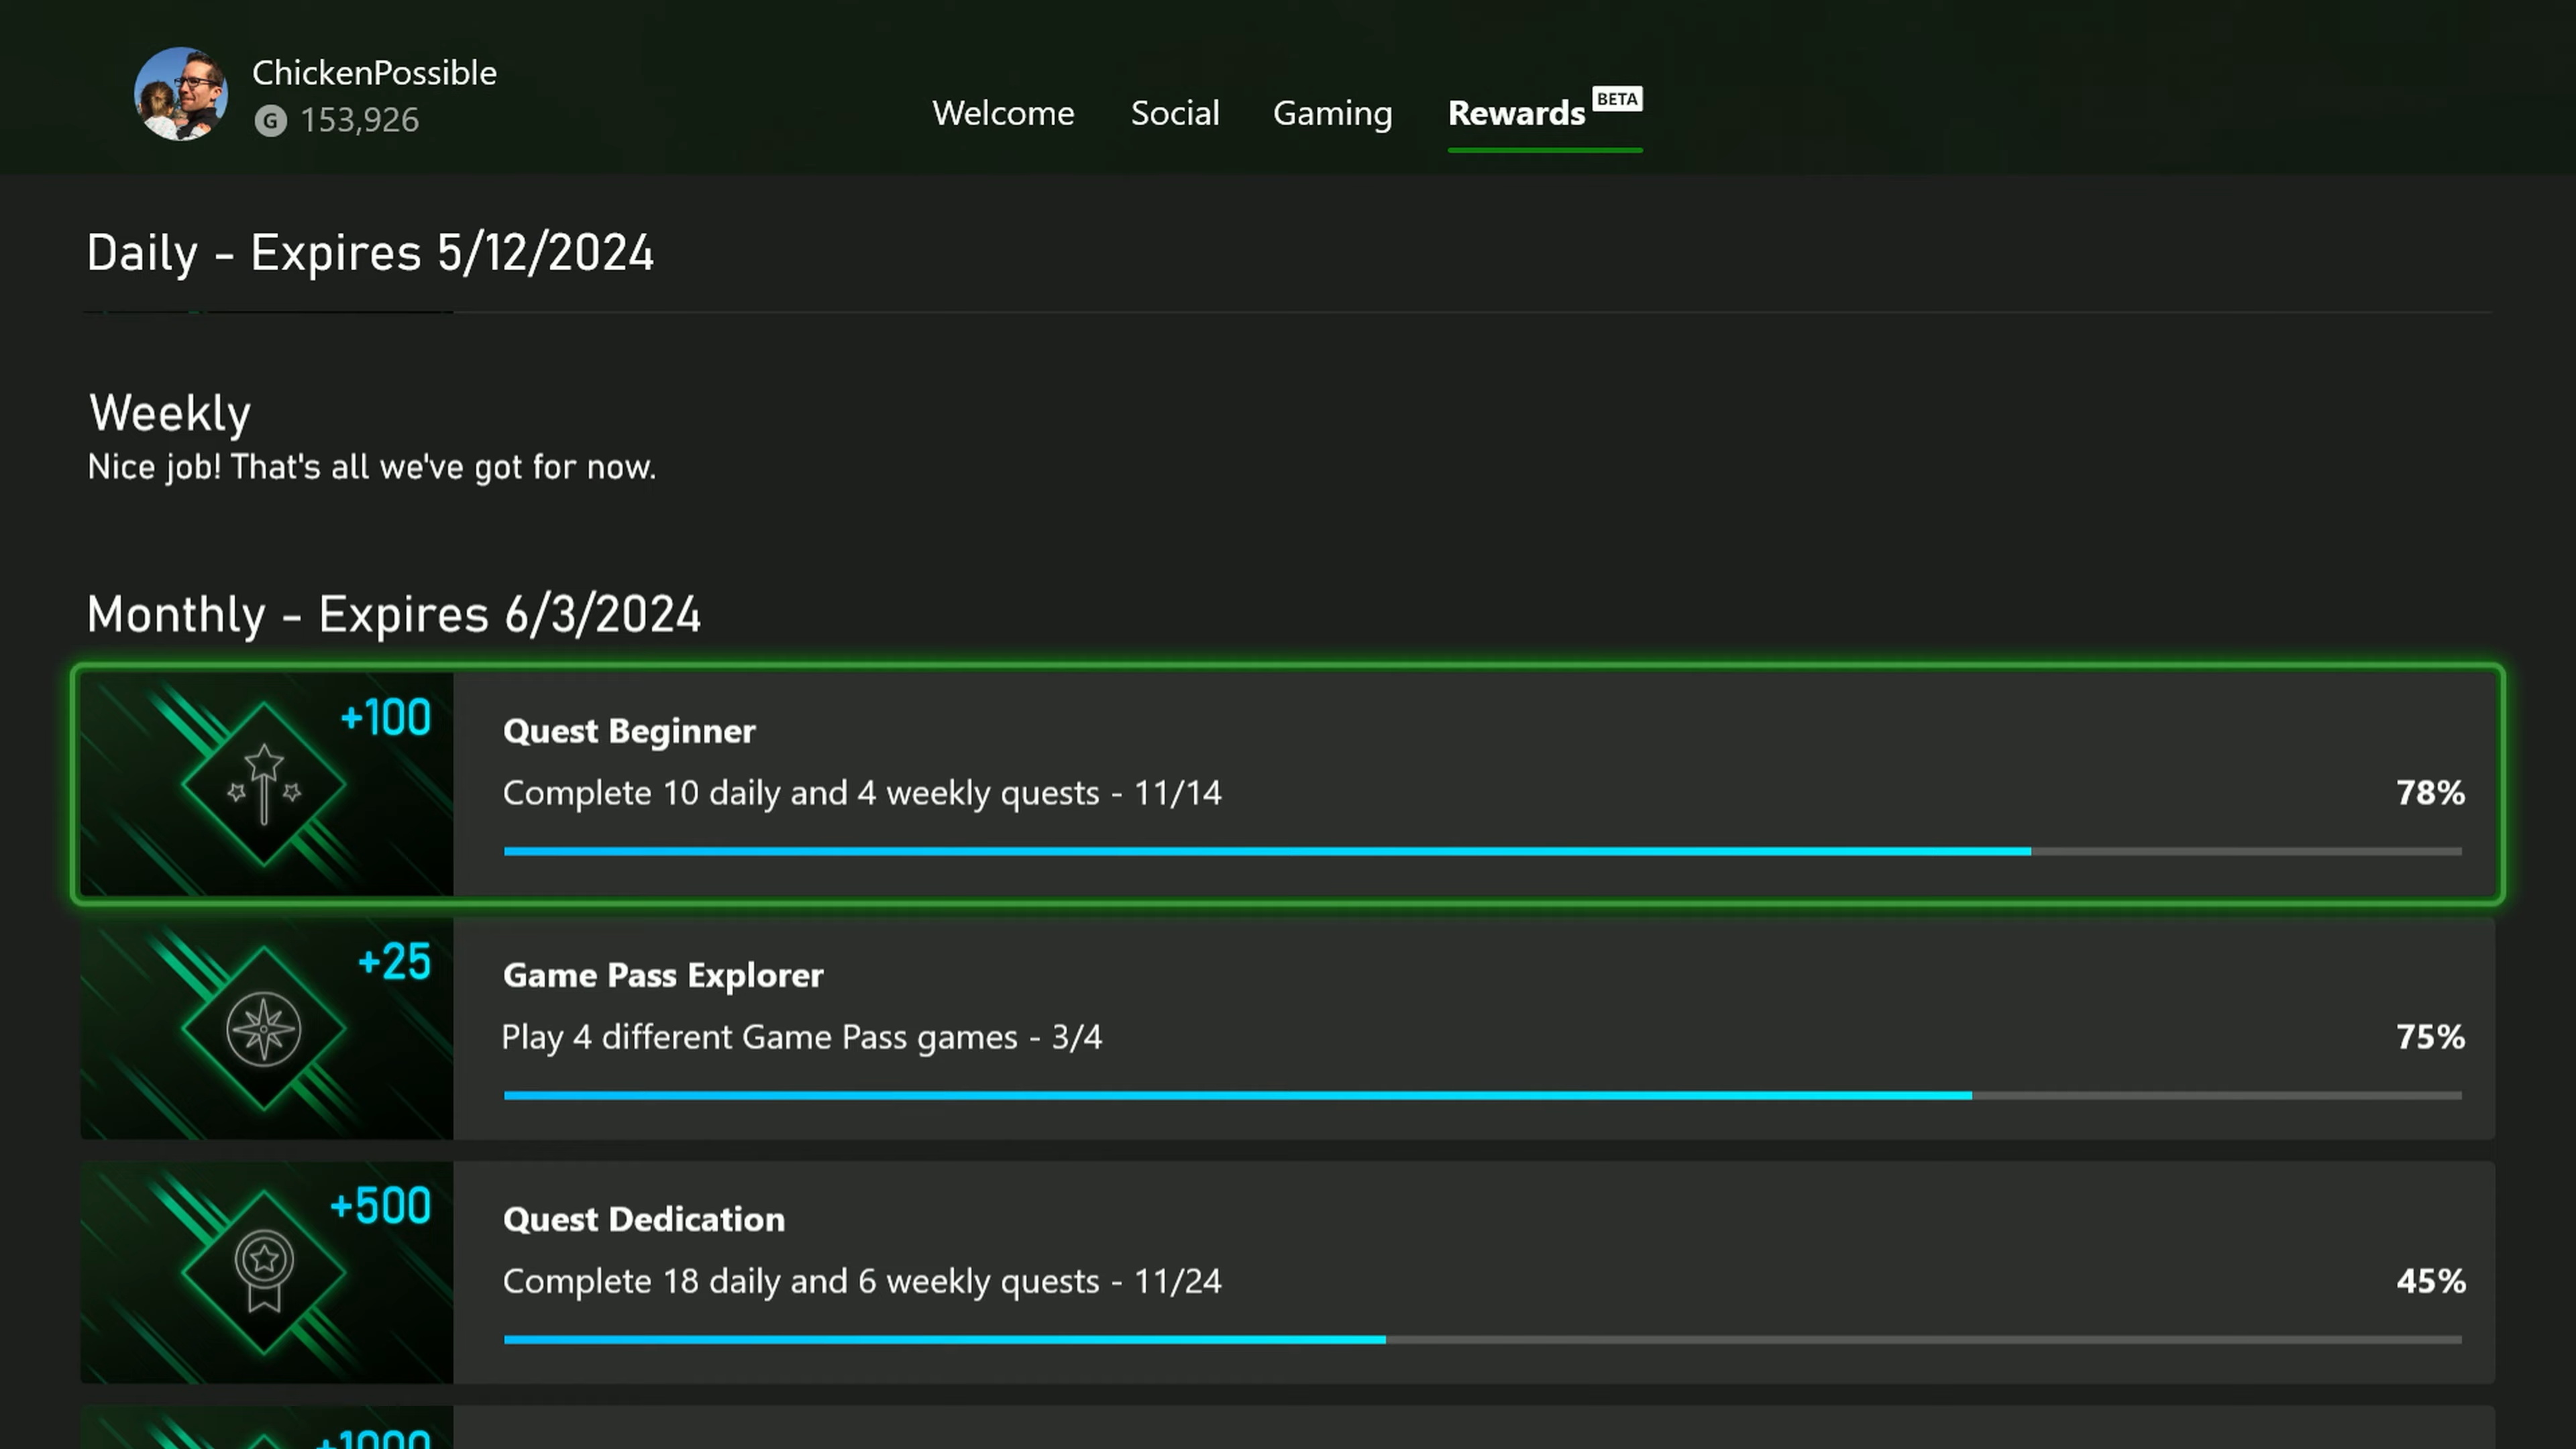 ChickenPossible
G 153,926
Welcome Social Gaming Rewards BETA
Daily - Expires 5/12/2024
Weekly
Nice job! That's all we've got for now.
Monthly - Expires 6/3/2024
+100
Quest Beginner
Complete 10 daily and 4 weekly quests - 11/14
78%
+25
Game Pass Explorer
Play 4 different Game Pass games - 3/4
75%
+500
Quest Dedication
Complete 18 daily and 6 weekly quests - 11/24
45%
+1000